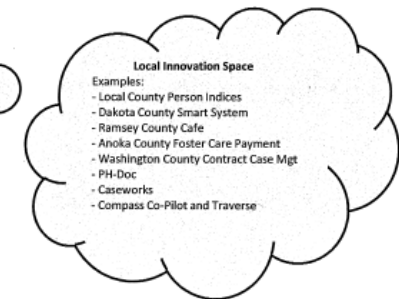 Local Innovation Space
Examples:
- Local County Person Indices
- Dakota County Smart System
- Ramsey County Cafe
- Anoka County Foster Care Payment
- Washington County Contract Case Mgt
- PH-Doc
- Caseworks
- Compass Co-Pilot and Traverse